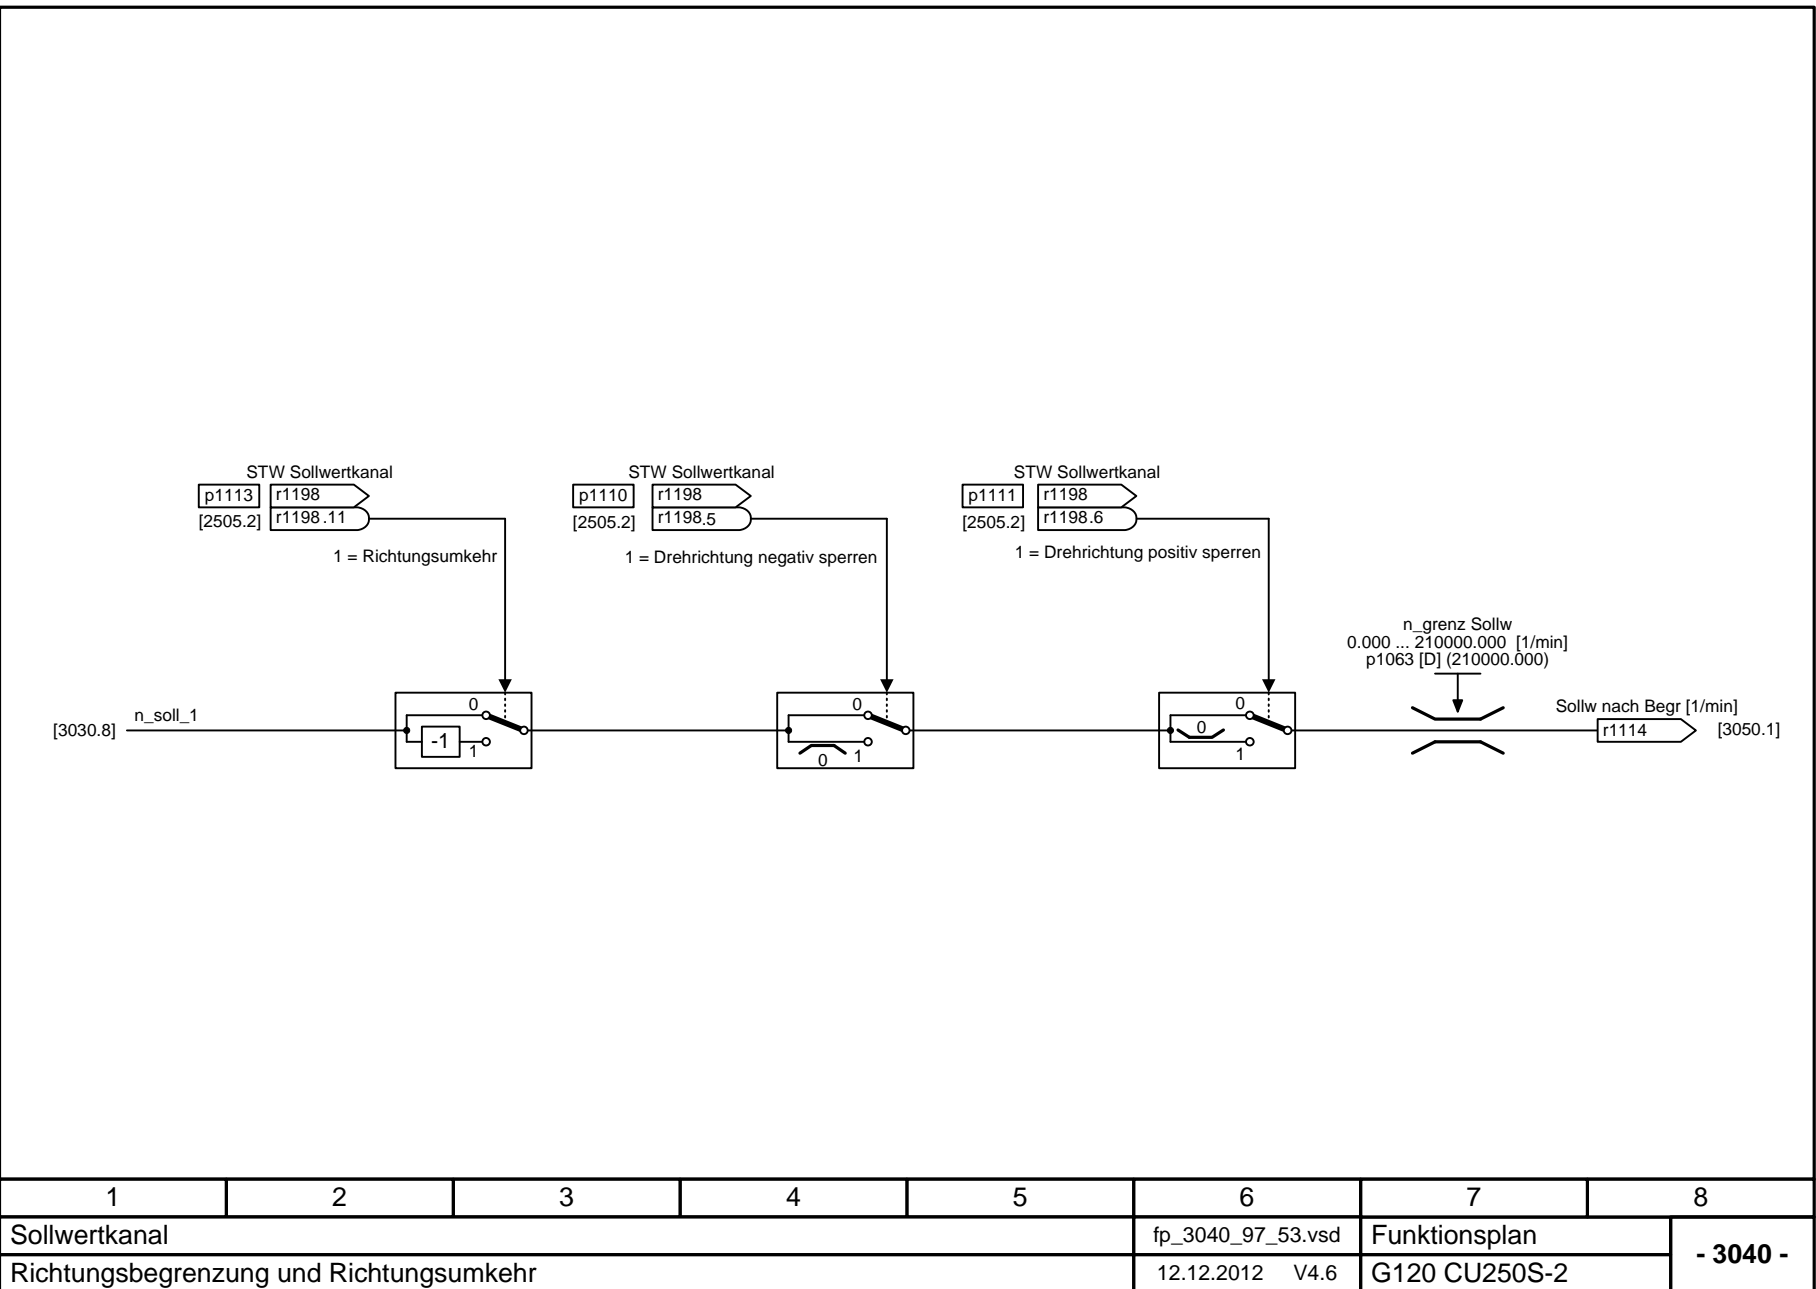 STW Sollwertkanal
p1113
r1198
[2505.2]
r1198.11
1 = Richtungsumkehr
STW Sollwertkanal
p1110
r1198
[2505.2]
r1198.5
1 = Drehrichtung negativ sperren
STW Sollwertkanal
p1111
r1198
[2505.2]
r1198.6
1 = Drehrichtung positiv sperren
n_grenz Sollw
0.000 ... 210000.000 [1/min]
p1063 [D] (210000.000)
[3030.8]
n_soll_1
0
-1
1
0
0
1
0
0
1
Sollw nach Begr [1/min]
r1114
[3050.1]
1 2 3 4 5 6 7 8
Sollwertkanal
fp_3040_97_53.vsd
Funktionsplan
- 3040 -
Richtungsbegrenzung und Richtungsumkehr
12.12.2012 V4.6
G120 CU250S-2